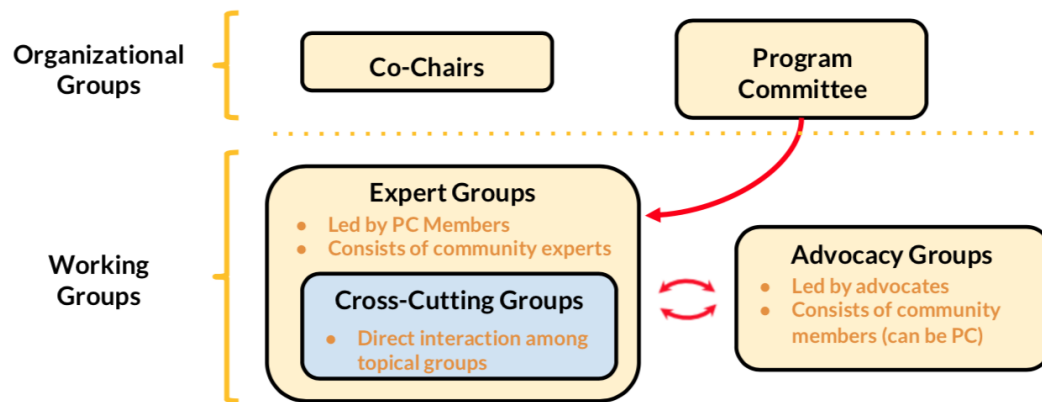 Organizational
Groups
Co-Chairs
Program
Committee
Working
Groups
Expert Groups
● Led by PC Members
● Consists of community experts
Cross-Cutting Groups
● Direct interaction among
topical groups
Advocacy Groups
● Led by advocates
● Consists of community
members (can be PC)